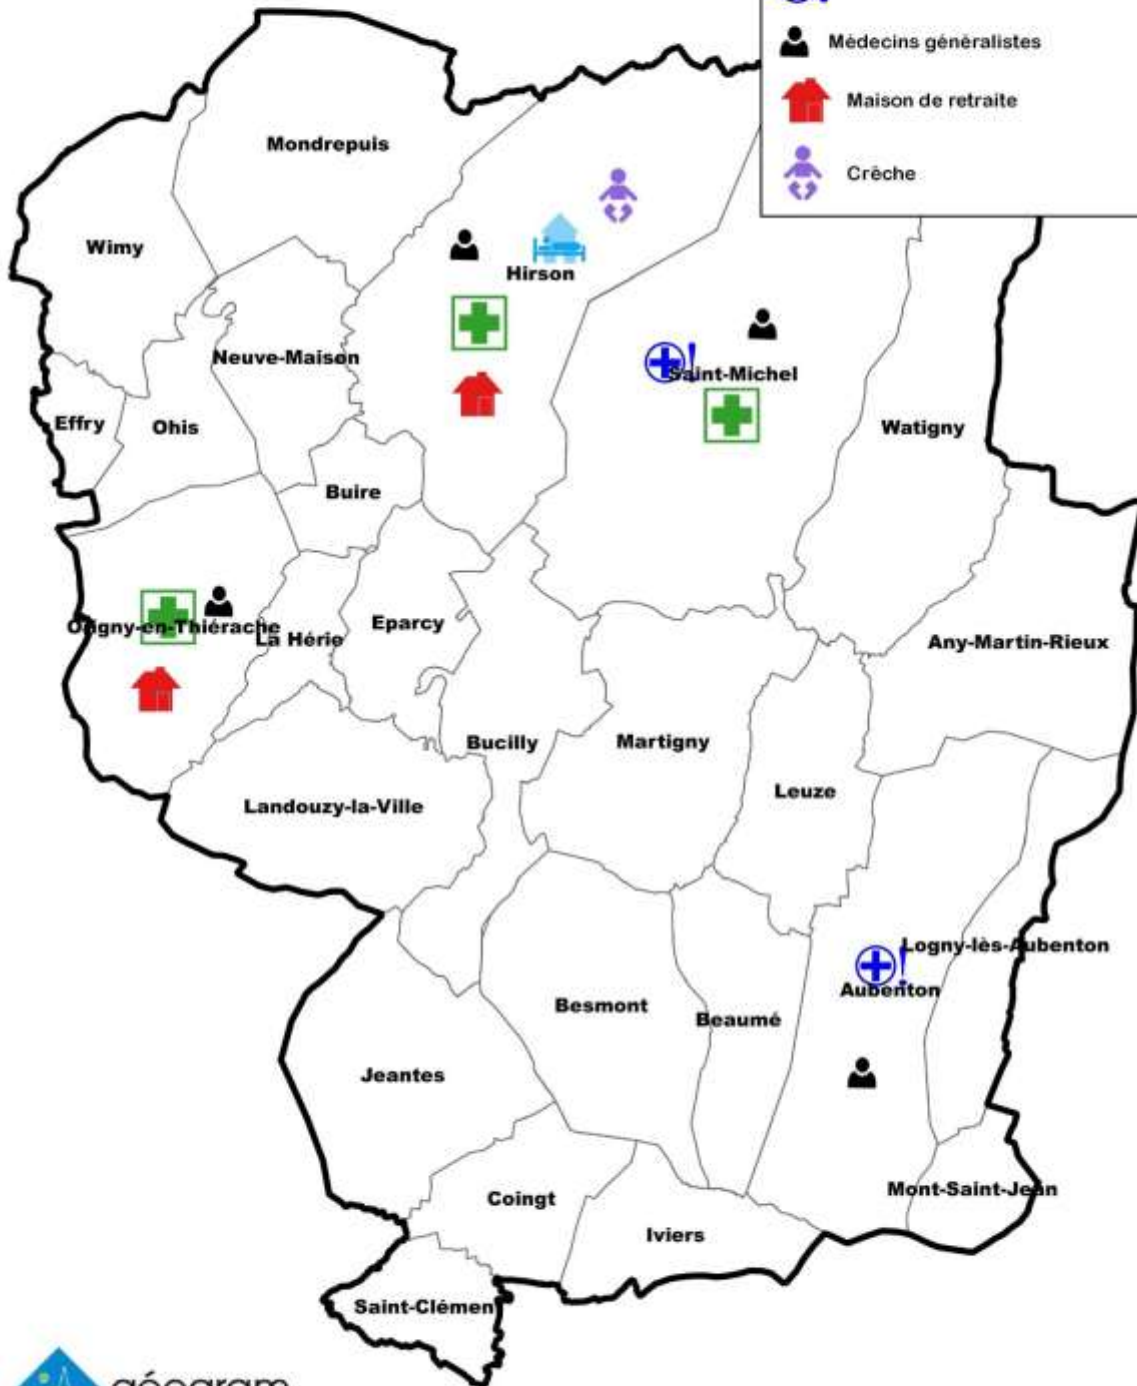 Médecins généralistes
Maison de retraite
Crêche
Mondrepuis
Wimy
Hirson
Neuve-Maison
Saint-Michel
Effry
Ohis
Watigny
Buire
Origny-en-Thiérache
La Hérie
Eparcy
Any-Martin-Rieux
Bucilly
Martigny
Leuze
Landouzy-la-Ville
Logny-lès-Aubenton
Aubenton
Besmont
Beaumé
Jeantes
Mont-Saint-Jean
Coingt
Iviers
Saint-Clémen
géogram